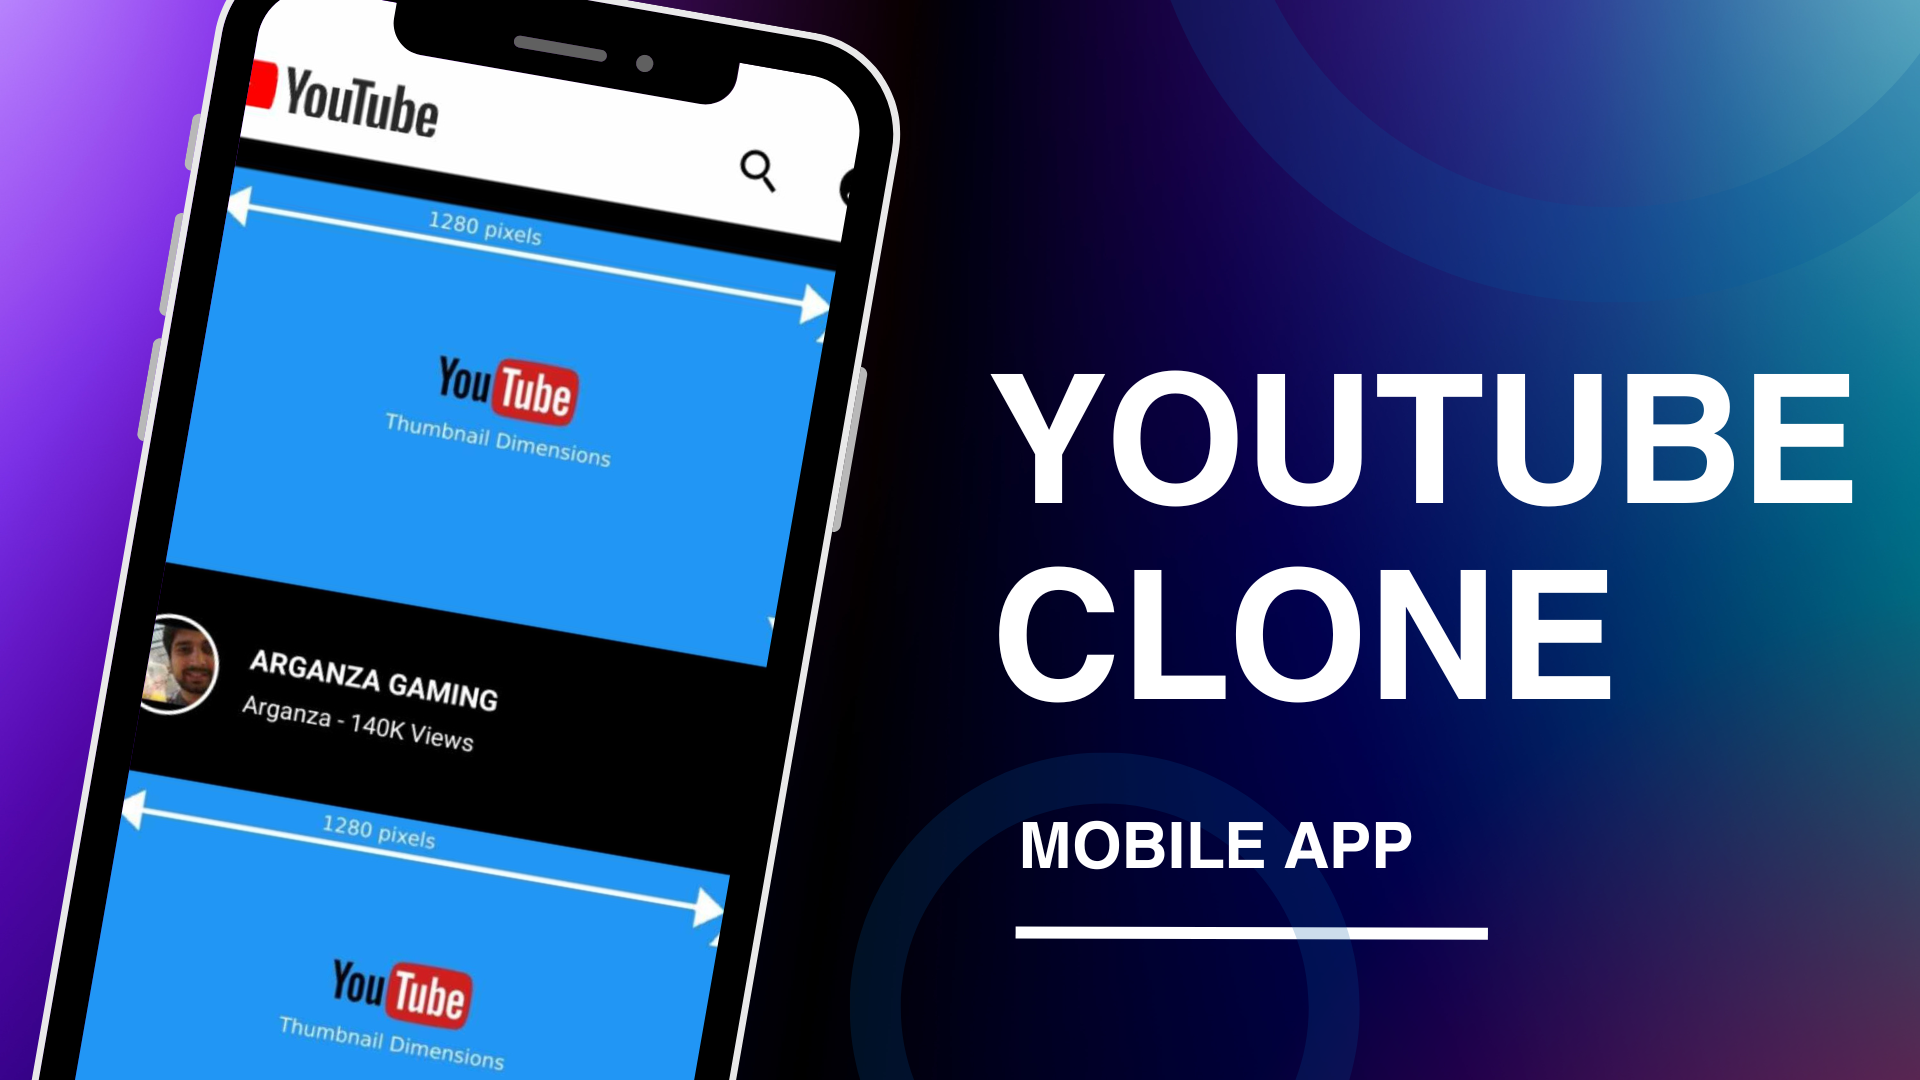 YouTube
1280 pixels
YouTube
Thumbnail Dimensions
ARGANZA GAMING
Arganza - 140K Views
1280 pixels
YouTube
Thumbnail Dimensions
YOUTUBE
CLONE
MOBILE APP